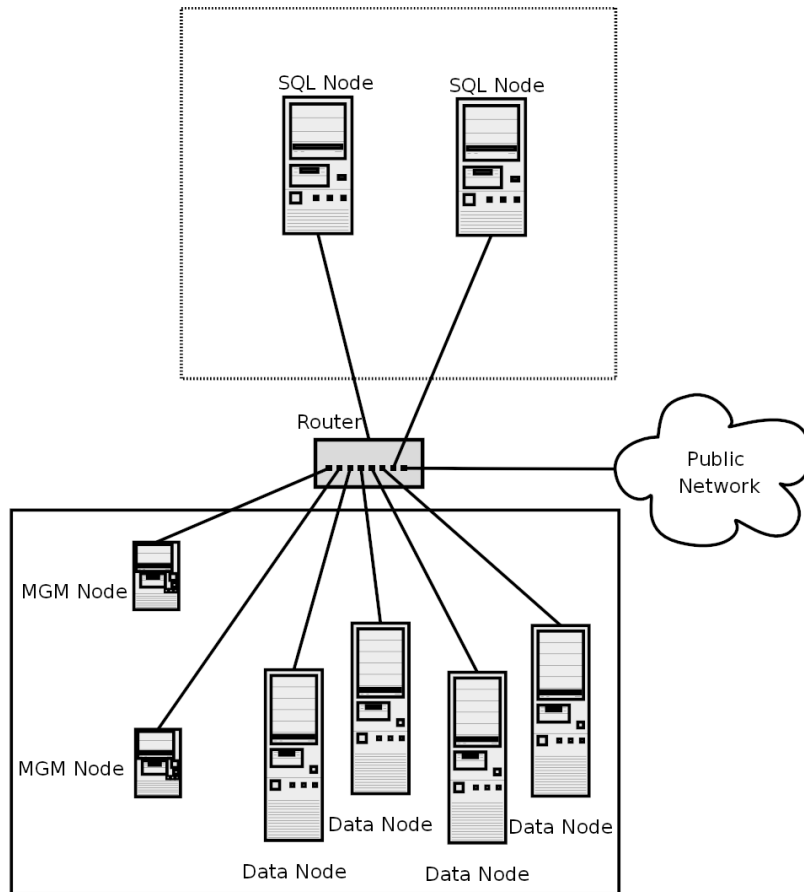 SQL Node
SQL Node
Router
Public
Network
MGM Node
MGM Node
Data Node
Data Node
Data Node
Data Node